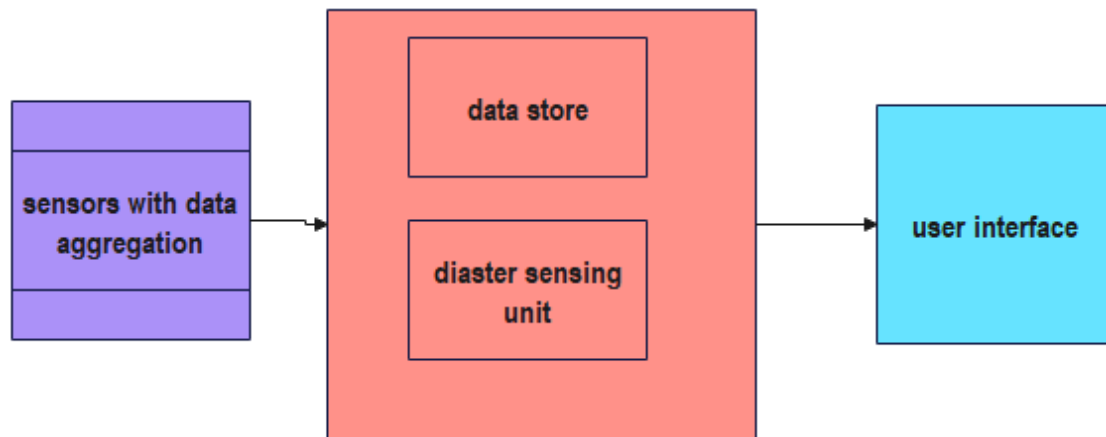 sensors with data
aggregation
data store
diaster sensing
unit
user interface